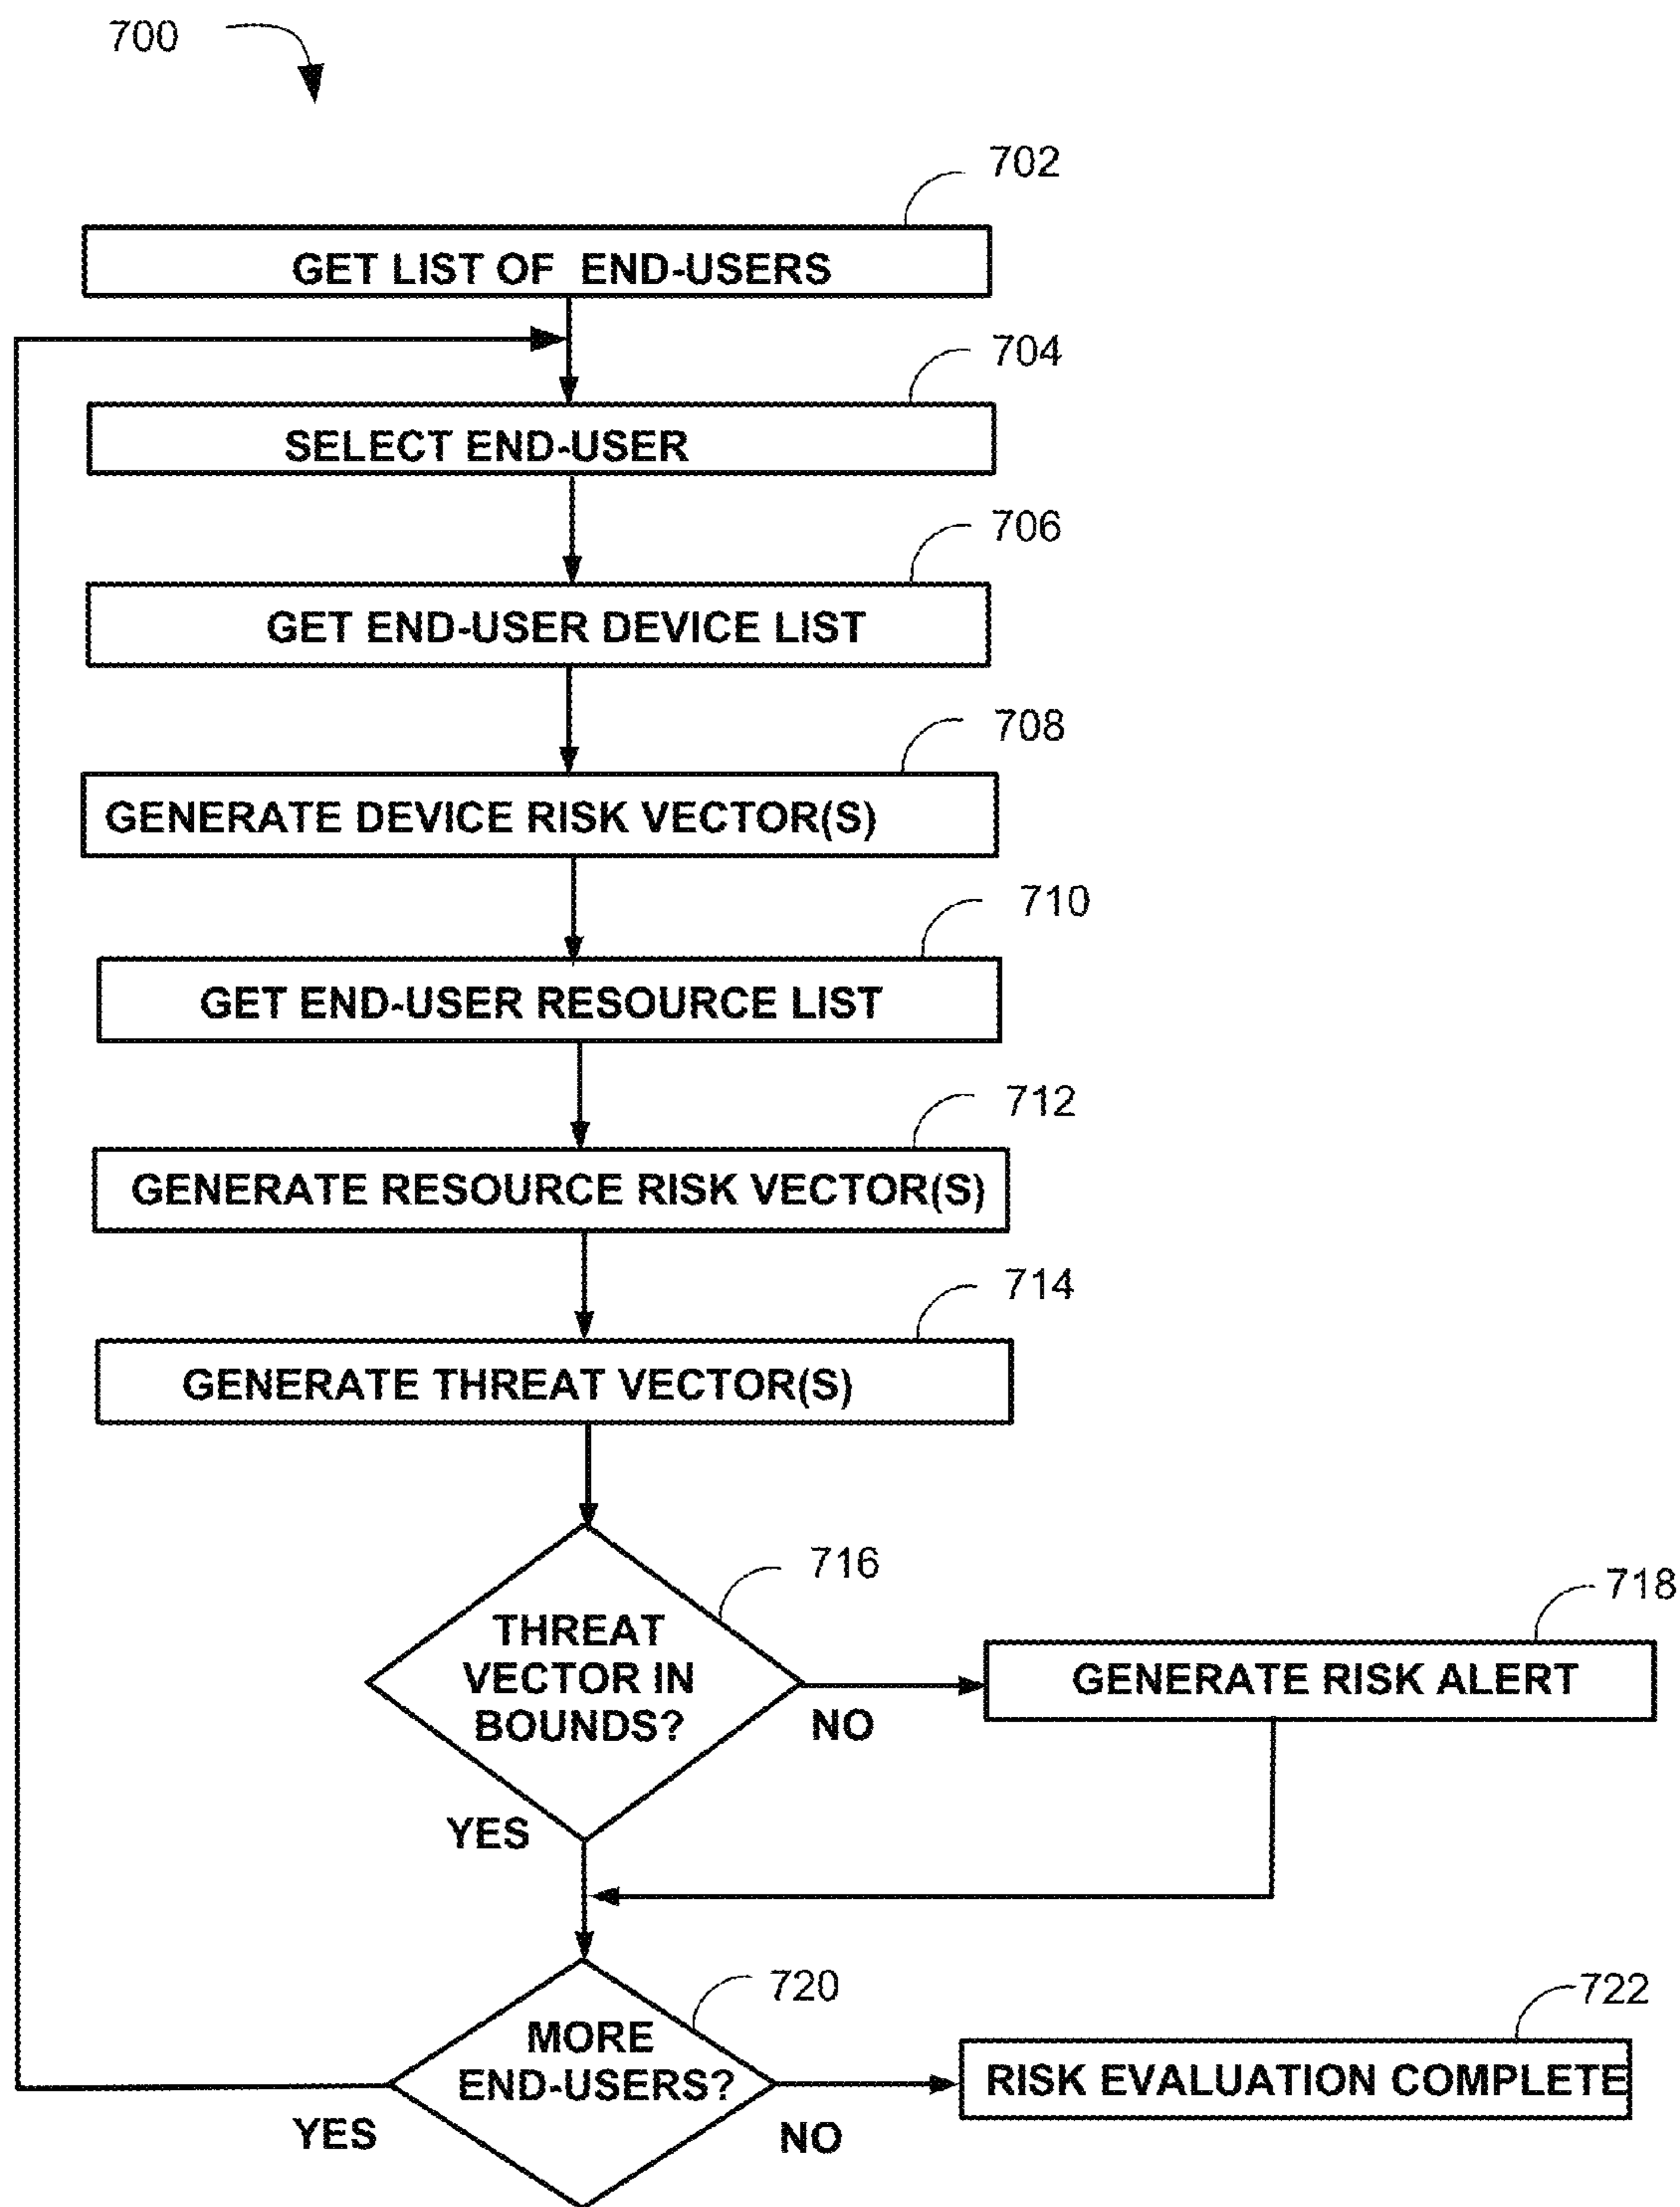 700
702
GET LIST OF END-USERS
704
SELECT END-USER
706
GET END-USER DEVICE LIST
708
GENERATE DEVICE RISK VECTOR(S)
710
GET END-USER RESOURCE LIST
712
GENERATE RESOURCE RISK VECTOR(S)
714
GENERATE THREAT VECTOR(S)
716
THREAT
VECTOR IN
BOUNDS?
NO
718
GENERATE RISK ALERT
YES
720
MORE
END-USERS?
YES
NO
722
RISK EVALUATION COMPLETE